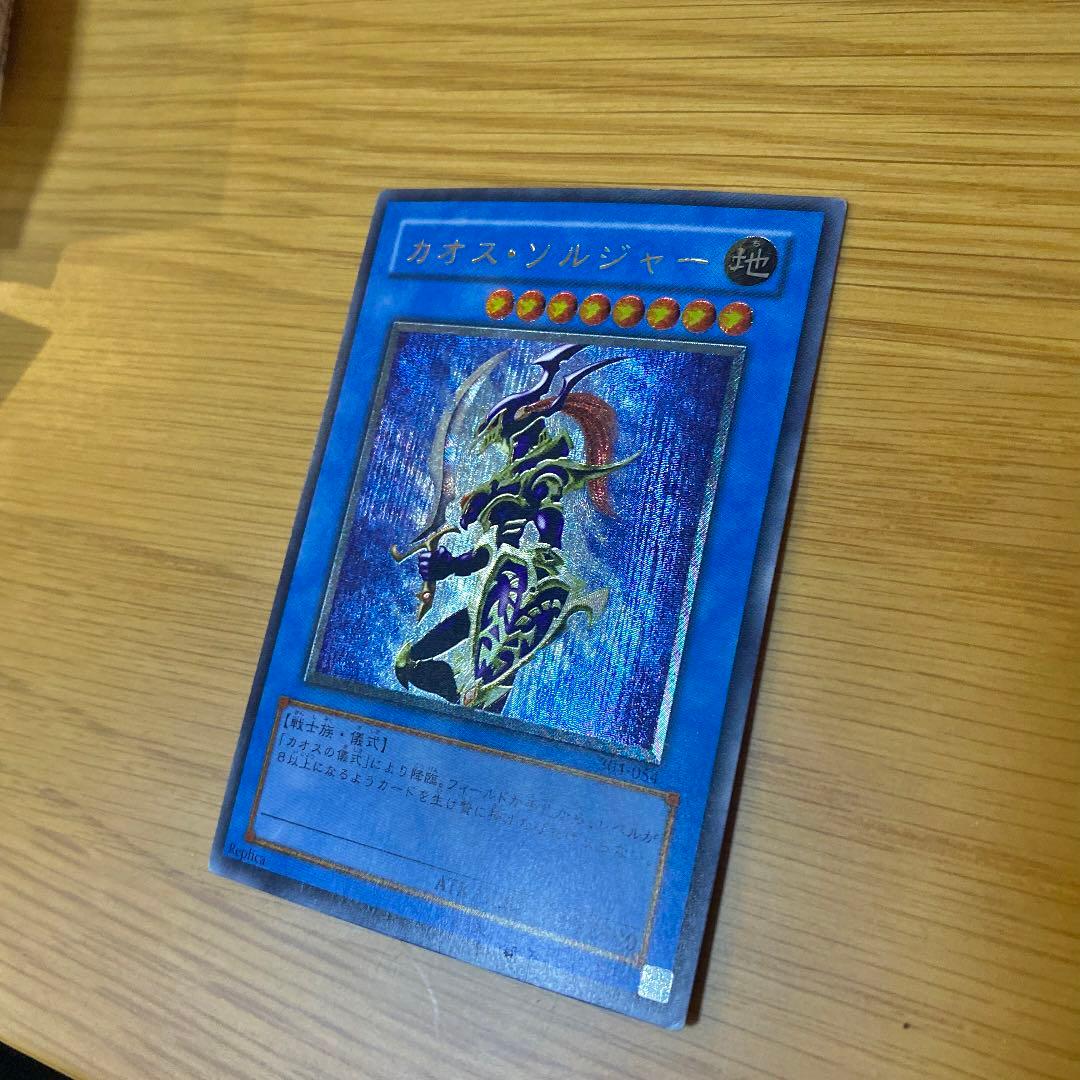 カオス・ソルジャー
地
304-054
【戦士族・儀式】
「カオスの儀式」により降臨。フィールドか手札から、レベルが
8以上になるようカードを生け贄に捧げなければならない。
ATK
Replica